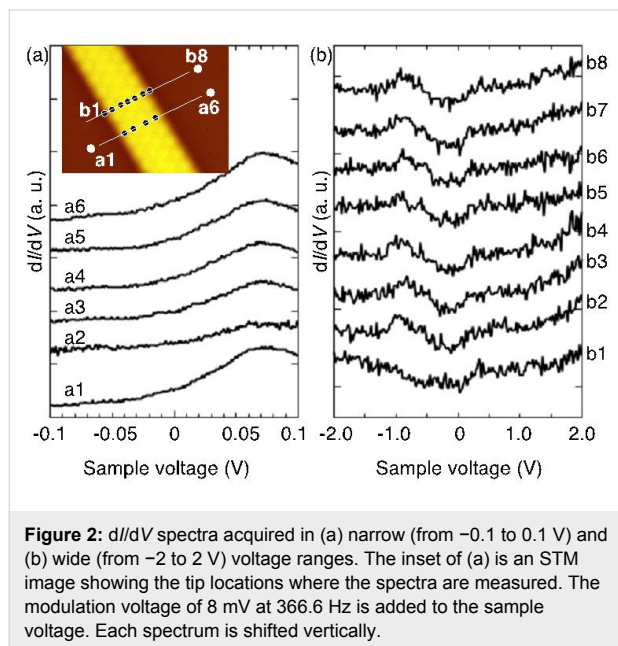 (a)
b8
b1
a6
a1
a6
a5
a4
a3
a2
a1
dI/dV (a. u.)
-0.1 -0.05 0 0.05 0.1
Sample voltage (V)
(b)
b8
b7
b6
b5
b4
b3
b2
b1
dI/dV (a. u.)
-2.0 -1.0 0 1.0 2.0
Sample voltage (V)
Figure 2: dI/dV spectra acquired in (a) narrow (from −0.1 to 0.1 V) and
(b) wide (from −2 to 2 V) voltage ranges. The inset of (a) is an STM
image showing the tip locations where the spectra are measured. The
modulation voltage of 8 mV at 366.6 Hz is added to the sample
voltage. Each spectrum is shifted vertically.